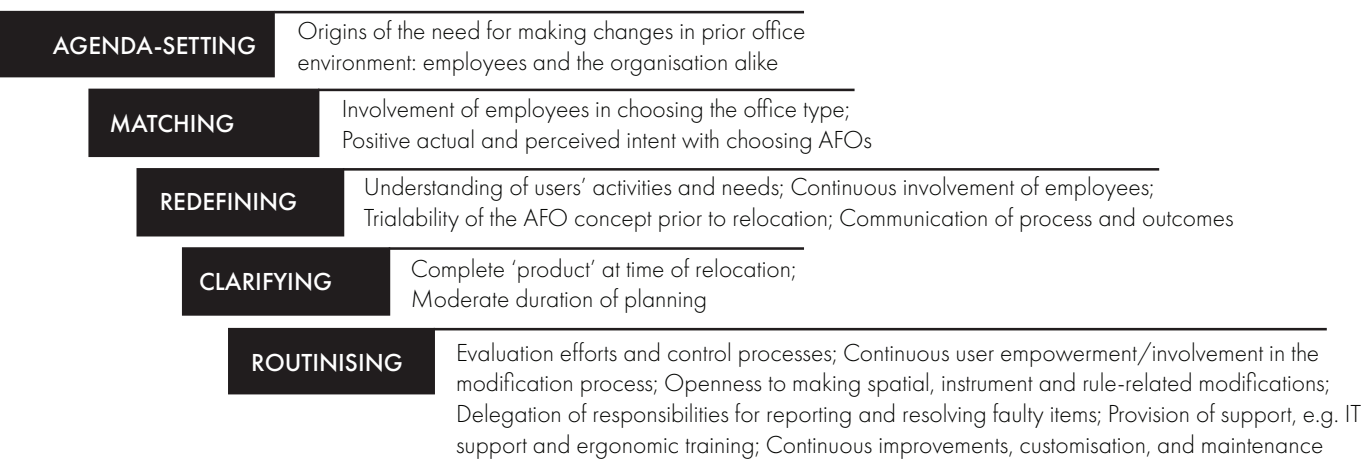 AGENDA-SETTING
Origins of the need for making changes in prior office
environment: employees and the organisation alike
MATCHING
Involvement of employees in choosing the office type;
Positive actual and perceived intent with choosing AFOs
REDEFINING
Understanding of users’ activities and needs; Continuous involvement of employees;
Trialability of the AFO concept prior to relocation; Communication of process and outcomes
CLARIFYING
Complete ‘product’ at time of relocation;
Moderate duration of planning
ROUTINISING
Evaluation efforts and control processes; Continuous user empowerment/involvement in the
modification process; Openness to making spatial, instrument and rule-related modifications;
Delegation of responsibilities for reporting and resolving faulty items; Provision of support, e.g. IT
support and ergonomic training; Continuous improvements, customisation, and maintenance